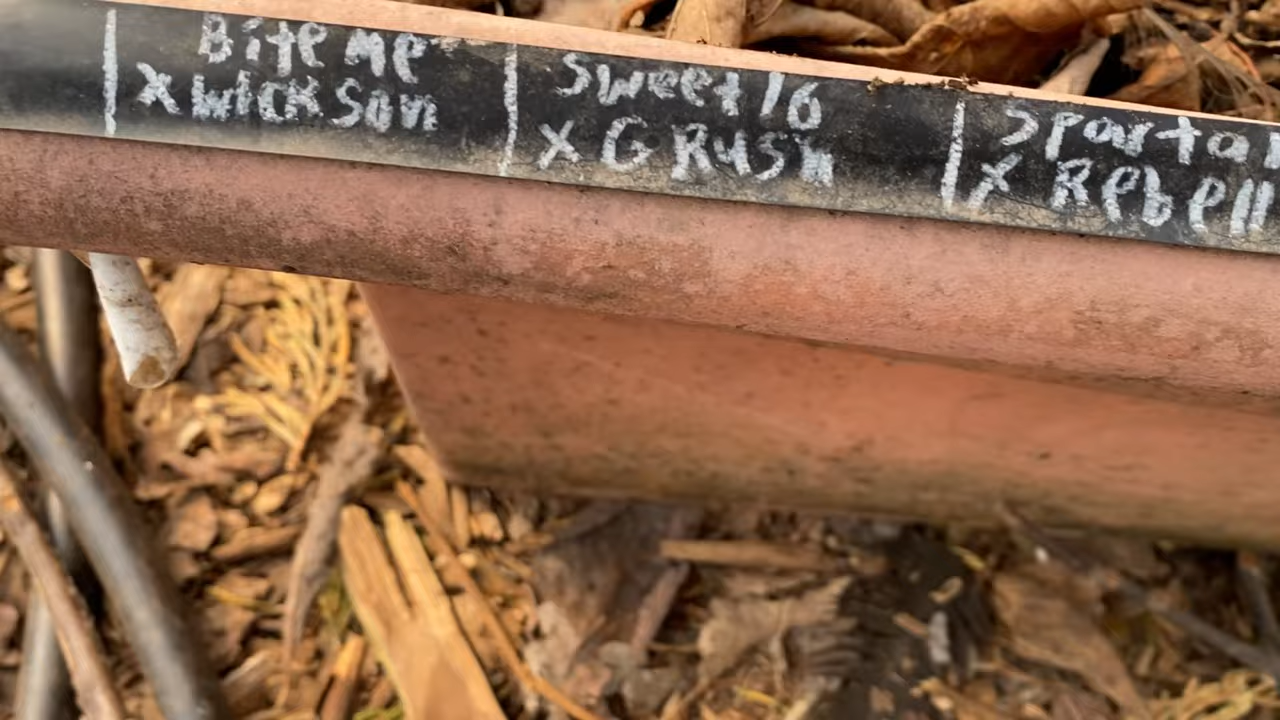 Bite me
x Wickson
Sweet 16
x G Rush
Spartan
x Rebell